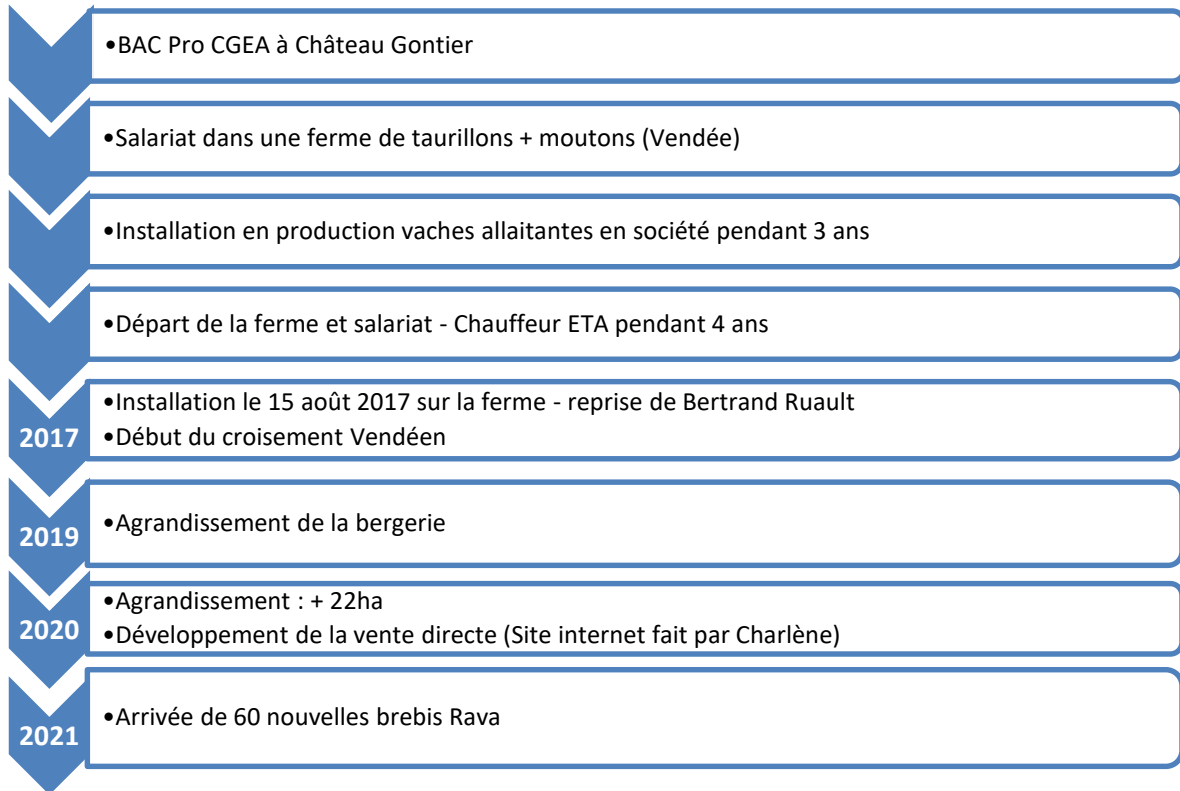 •BAC Pro CGEA à Château Gontier
•Salariat dans une ferme de taurillons + moutons (Vendée)
•Installation en production vaches allaitantes en société pendant 3 ans
•Départ de la ferme et salariat - Chauffeur ETA pendant 4 ans
2017
•Installation le 15 août 2017 sur la ferme - reprise de Bertrand Ruault
•Début du croisement Vendéen
2019
•Agrandissement de la bergerie
2020
•Agrandissement : + 22ha
•Développement de la vente directe (Site internet fait par Charlène)
2021
•Arrivée de 60 nouvelles brebis Rava